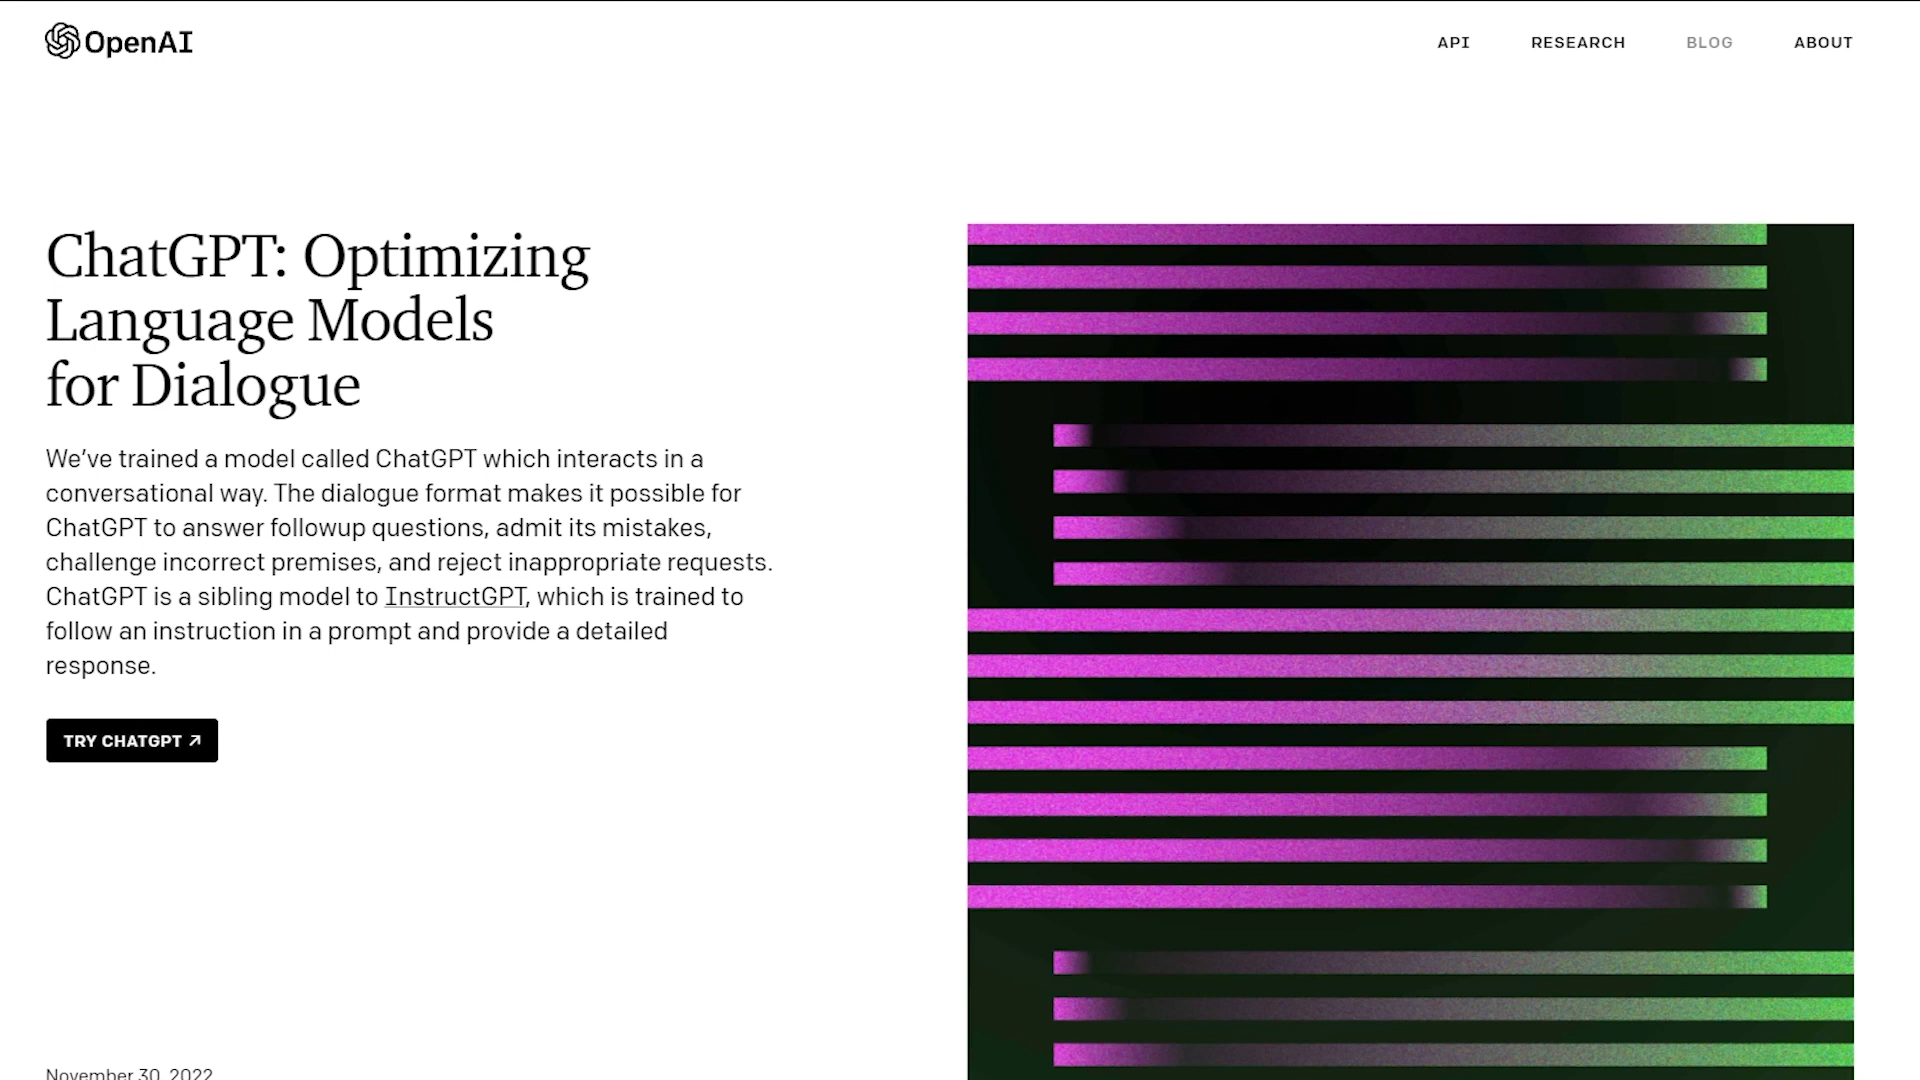 OpenAI
API RESEARCH BLOG ABOUT
ChatGPT: Optimizing
Language Models
for Dialogue
We’ve trained a model called ChatGPT which interacts in a
conversational way. The dialogue format makes it possible for
ChatGPT to answer followup questions, admit its mistakes,
challenge incorrect premises, and reject inappropriate requests.
ChatGPT is a sibling model to InstructGPT, which is trained to
follow an instruction in a prompt and provide a detailed
response.
TRY CHATGPT ↗
November 30, 2022